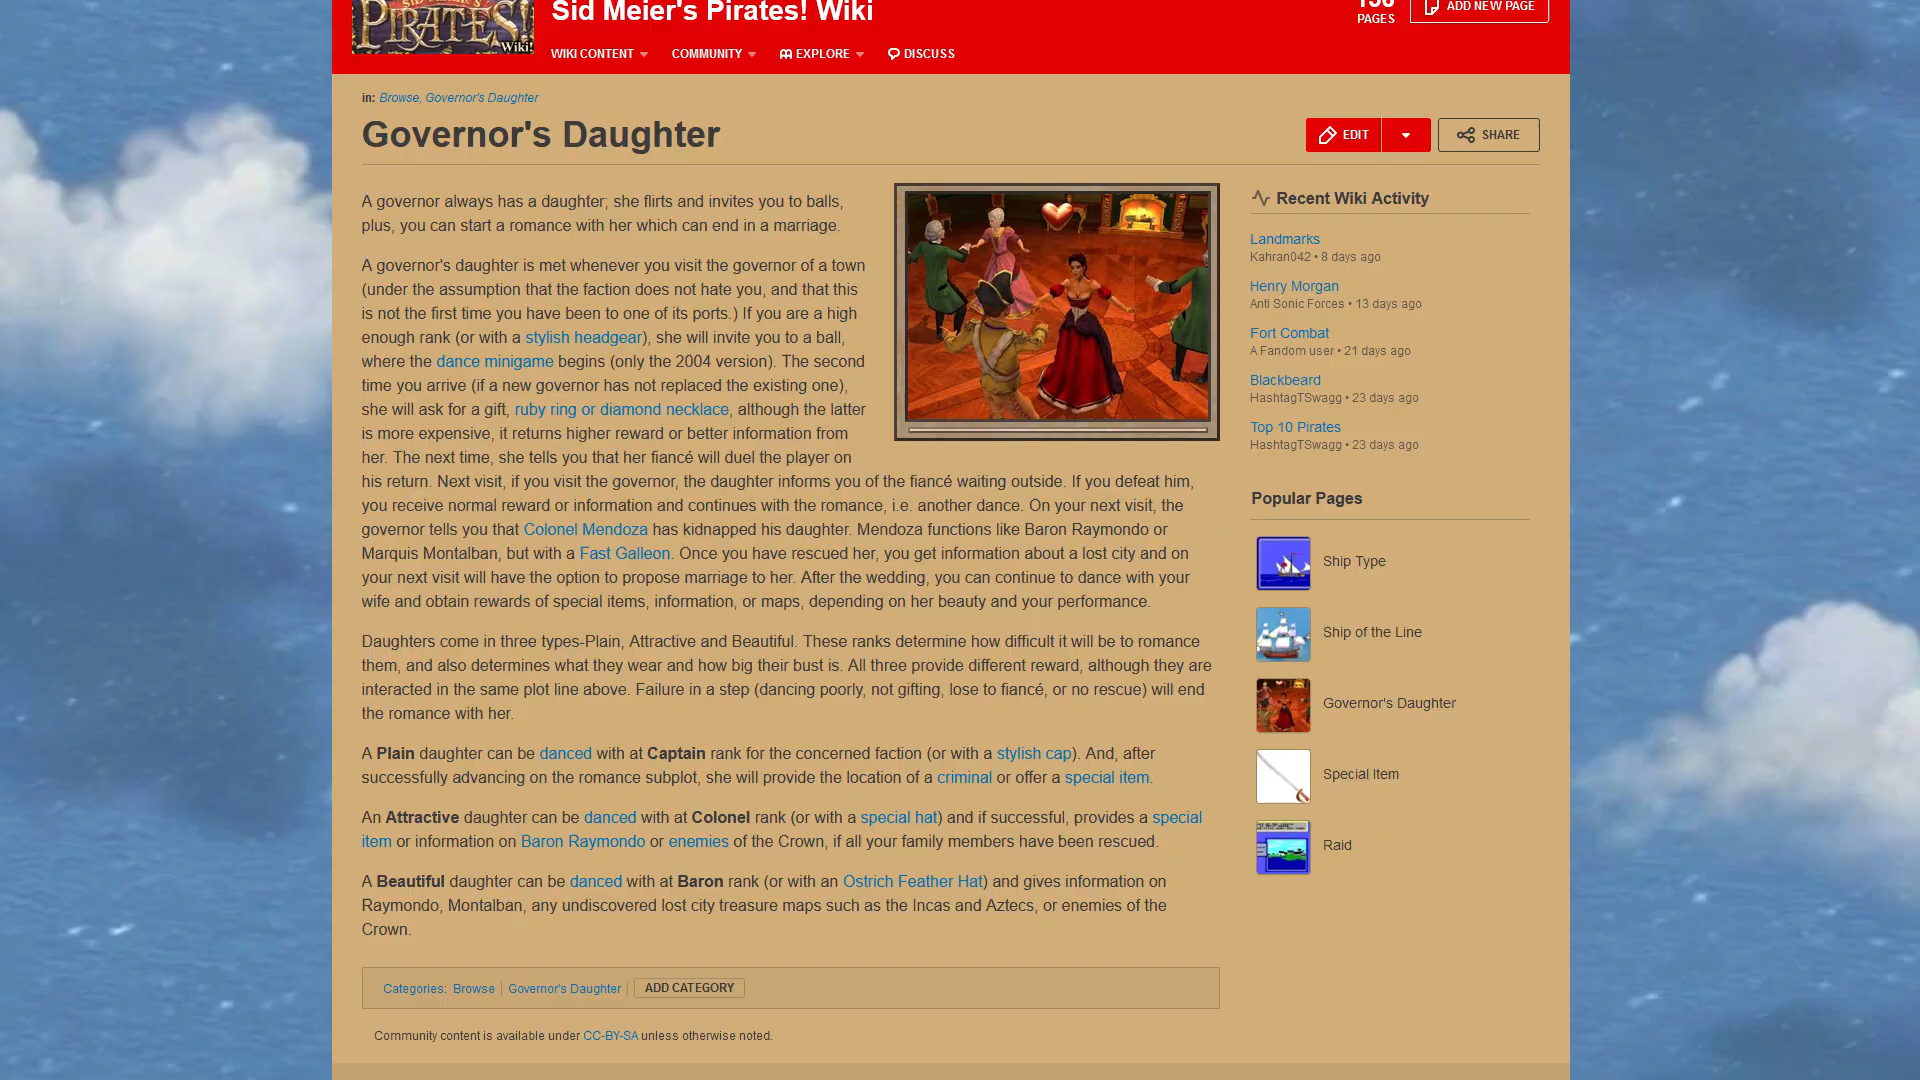 SID MEIER'S
PIRATES!
Wiki!
Sid Meier's Pirates! Wiki
PAGES
ADD NEW PAGE
WIKI CONTENT
COMMUNITY
EXPLORE
DISCUSS
in: Browse, Governor's Daughter
Governor's Daughter
EDIT
SHARE
A governor always has a daughter; she flirts and invites you to balls,
plus, you can start a romance with her which can end in a marriage.
A governor's daughter is met whenever you visit the governor of a town
(under the assumption that the faction does not hate you, and that this
is not the first time you have been to one of its ports.) If you are a high
enough rank (or with a stylish headgear), she will invite you to a ball,
where the dance minigame begins (only the 2004 version). The second
time you arrive (if a new governor has not replaced the existing one),
she will ask for a gift, ruby ring or diamond necklace, although the latter
is more expensive, it returns higher reward or better information from
her. The next time, she tells you that her fiancé will duel the player on
his return. Next visit, if you visit the governor, the daughter informs you of the fiancé waiting outside. If you defeat him,
you receive normal reward or information and continues with the romance, i.e. another dance. On your next visit, the
governor tells you that Colonel Mendoza has kidnapped his daughter. Mendoza functions like Baron Raymondo or
Marquis Montalban, but with a Fast Galleon. Once you have rescued her, you get information about a lost city and on
your next visit will have the option to propose marriage to her. After the wedding, you can continue to dance with your
wife and obtain rewards of special items, information, or maps, depending on her beauty and your performance.
Daughters come in three types-Plain, Attractive and Beautiful. These ranks determine how difficult it will be to romance
them, and also determines what they wear and how big their bust is. All three provide different reward, although they are
interacted in the same plot line above. Failure in a step (dancing poorly, not gifting, lose to fiancé, or no rescue) will end
the romance with her.
A Plain daughter can be danced with at Captain rank for the concerned faction (or with a stylish cap). And, after
successfully advancing on the romance subplot, she will provide the location of a criminal or offer a special item.
An Attractive daughter can be danced with at Colonel rank (or with a special hat) and if successful, provides a special
item or information on Baron Raymondo or enemies of the Crown, if all your family members have been rescued.
A Beautiful daughter can be danced with at Baron rank (or with an Ostrich Feather Hat) and gives information on
Raymondo, Montalban, any undiscovered lost city treasure maps such as the Incas and Aztecs, or enemies of the
Crown.
Categories: Browse Governor's Daughter ADD CATEGORY
Community content is available under CC-BY-SA unless otherwise noted.
Recent Wiki Activity
Landmarks
Kahran042 • 8 days ago
Henry Morgan
Anti Sonic Forces • 13 days ago
Fort Combat
A Fandom user • 21 days ago
Blackbeard
HashtagTSwagg • 23 days ago
Top 10 Pirates
HashtagTSwagg • 23 days ago
Popular Pages
Ship Type
Ship of the Line
Governor's Daughter
Special Item
Raid